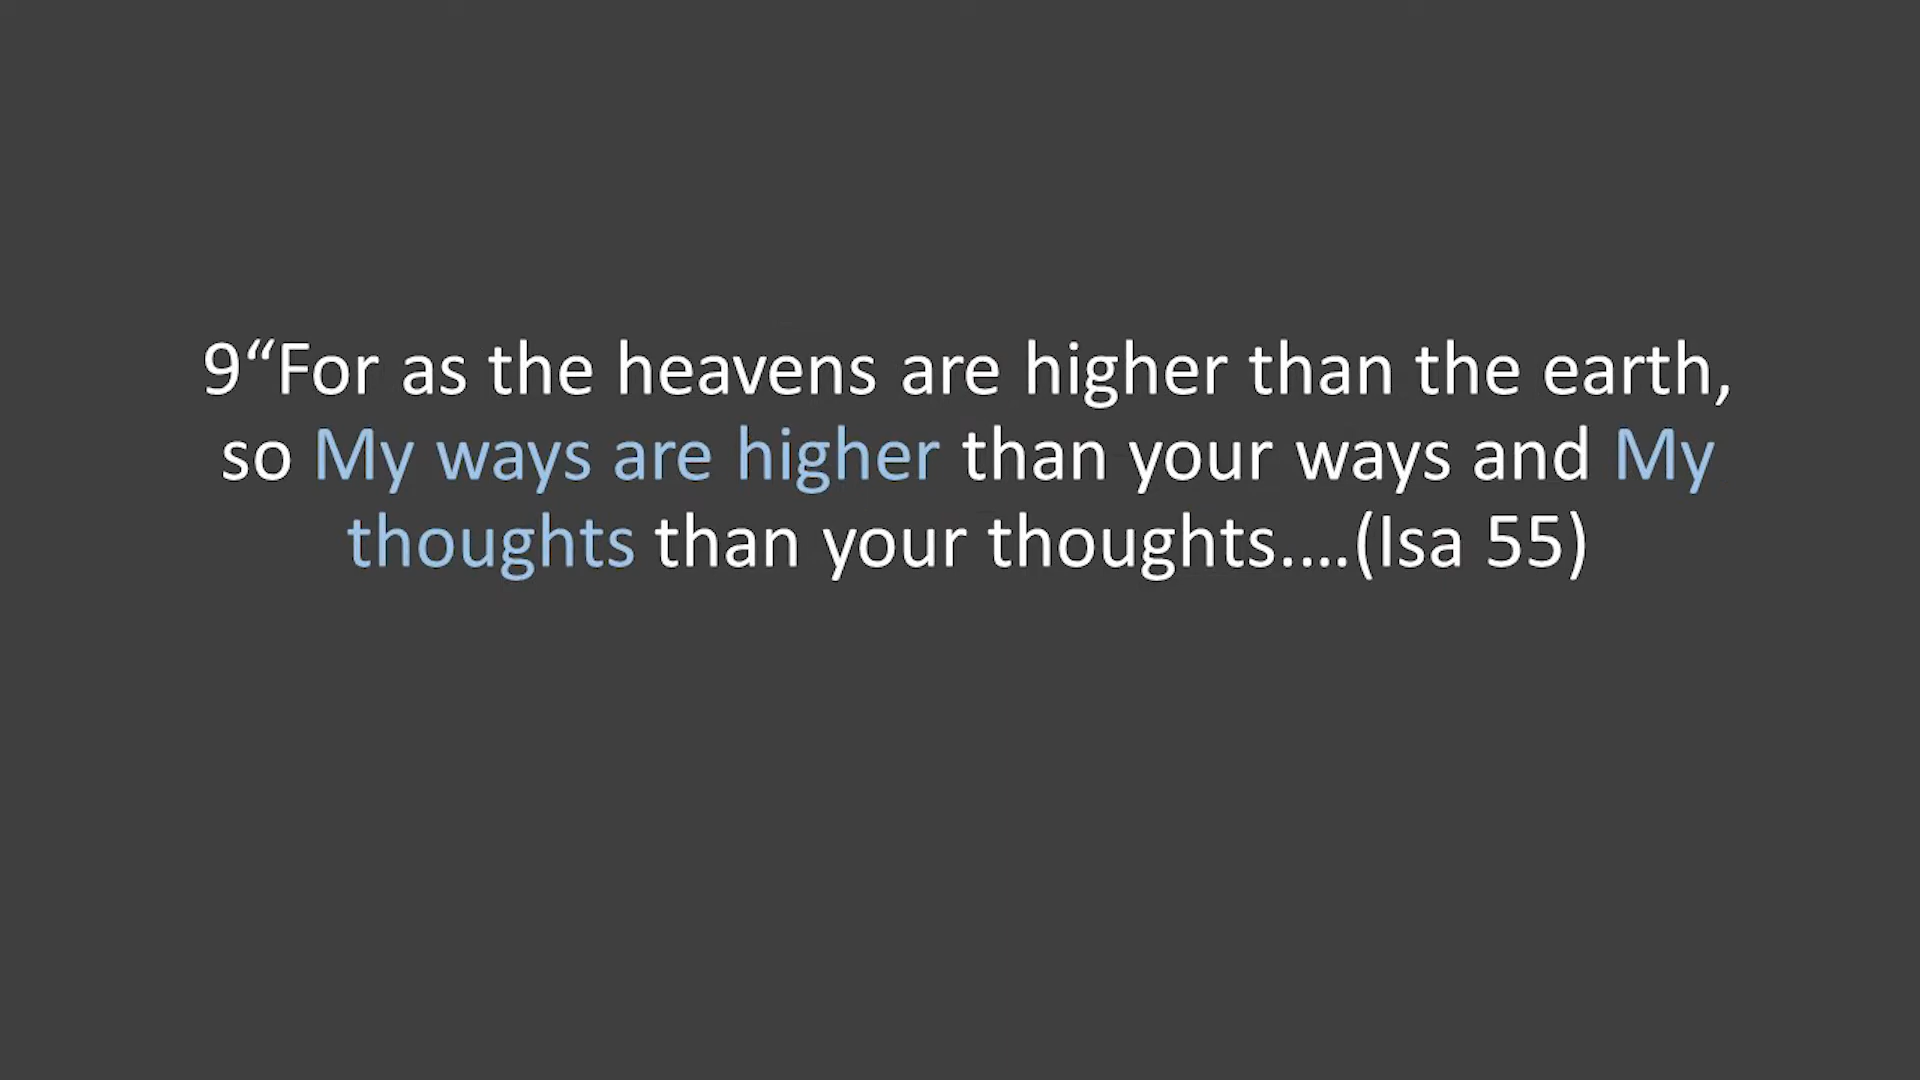 9“For as the heavens are higher than the earth,
so My ways are higher than your ways and My
thoughts than your thoughts....(Isa 55)